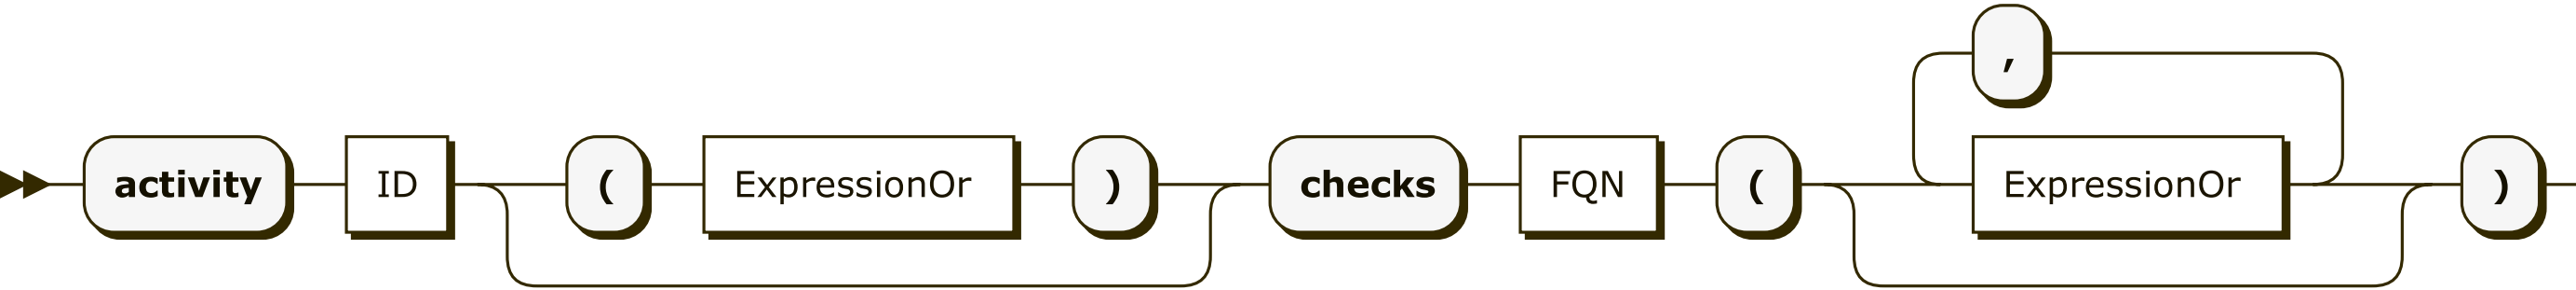 ,
activity ID ( ExpressionOr ) checks FQN ( ExpressionOr )